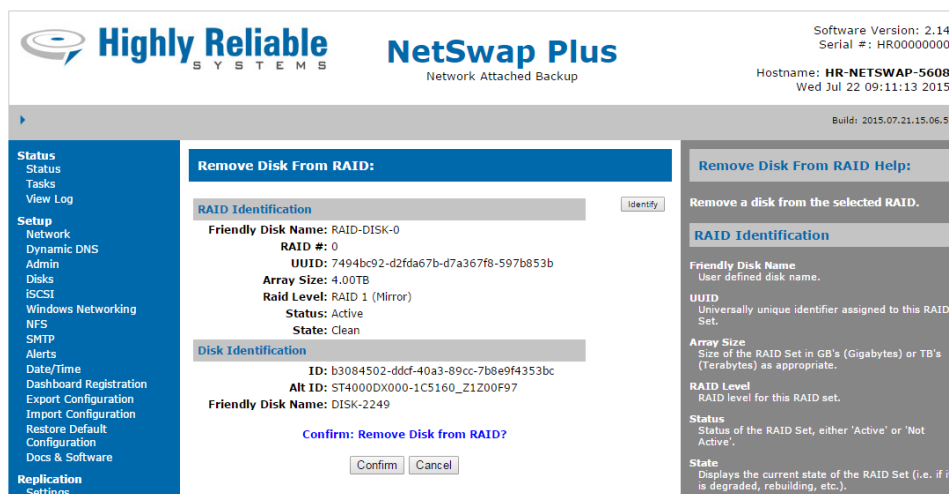 Highly Reliable
SYSTEMS
NetSwap Plus
Network Attached Backup
Software Version: 2.14
Serial #: HR00000000
Hostname: HR-NETSWAP-5608
Wed Jul 22 09:11:13 2015
Build: 2015.07.21.15.06.5
Status
Status
Tasks
View Log
Setup
Network
Dynamic DNS
Admin
Disks
iSCSI
Windows Networking
NFS
SMTP
Alerts
Date/Time
Dashboard Registration
Export Configuration
Import Configuration
Restore Default
Configuration
Docs & Software
Replication
Settings
Remove Disk From RAID:
Identify
RAID Identification
Friendly Disk Name: RAID-DISK-0
RAID #: 0
UUID: 7494bc92-d2fda67b-d7a367f8-597b853b
Array Size: 4.00TB
Raid Level: RAID 1 (Mirror)
Status: Active
State: Clean
Disk Identification
ID: b3084502-ddcf-40a3-89cc-7b8e9f4353bc
Alt ID: ST4000DX000-1C5160_Z1Z00F97
Friendly Disk Name: DISK-2249
Confirm: Remove Disk from RAID?
Confirm Cancel
Remove Disk From RAID Help:
Remove a disk from the selected RAID.
RAID Identification
Friendly Disk Name
User defined disk name.
UUID
Universally unique identifier assigned to this RAID
Set.
Array Size
Size of the RAID Set in GB's (Gigabytes) or TB's
(Terabytes) as appropriate.
RAID Level
RAID level for this RAID set.
Status
Status of the RAID Set, either 'Active' or 'Not
Active'.
State
Displays the current state of the RAID Set (i.e. if it
is degraded, rebuilding, etc.).